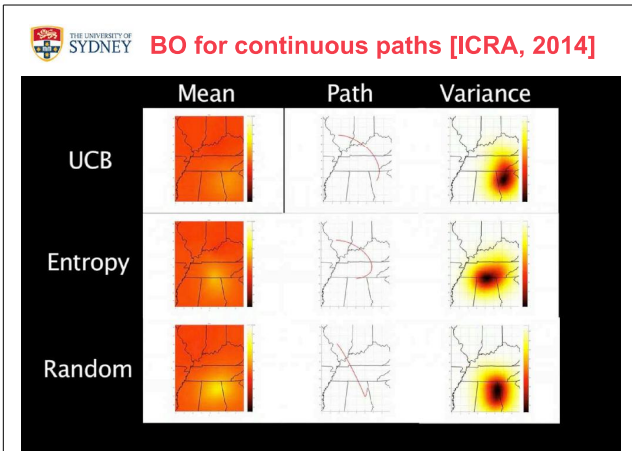 THE UNIVERSITY OF
SYDNEY
BO for continuous paths [ICRA, 2014]
Mean Path Variance
UCB
Entropy
Random